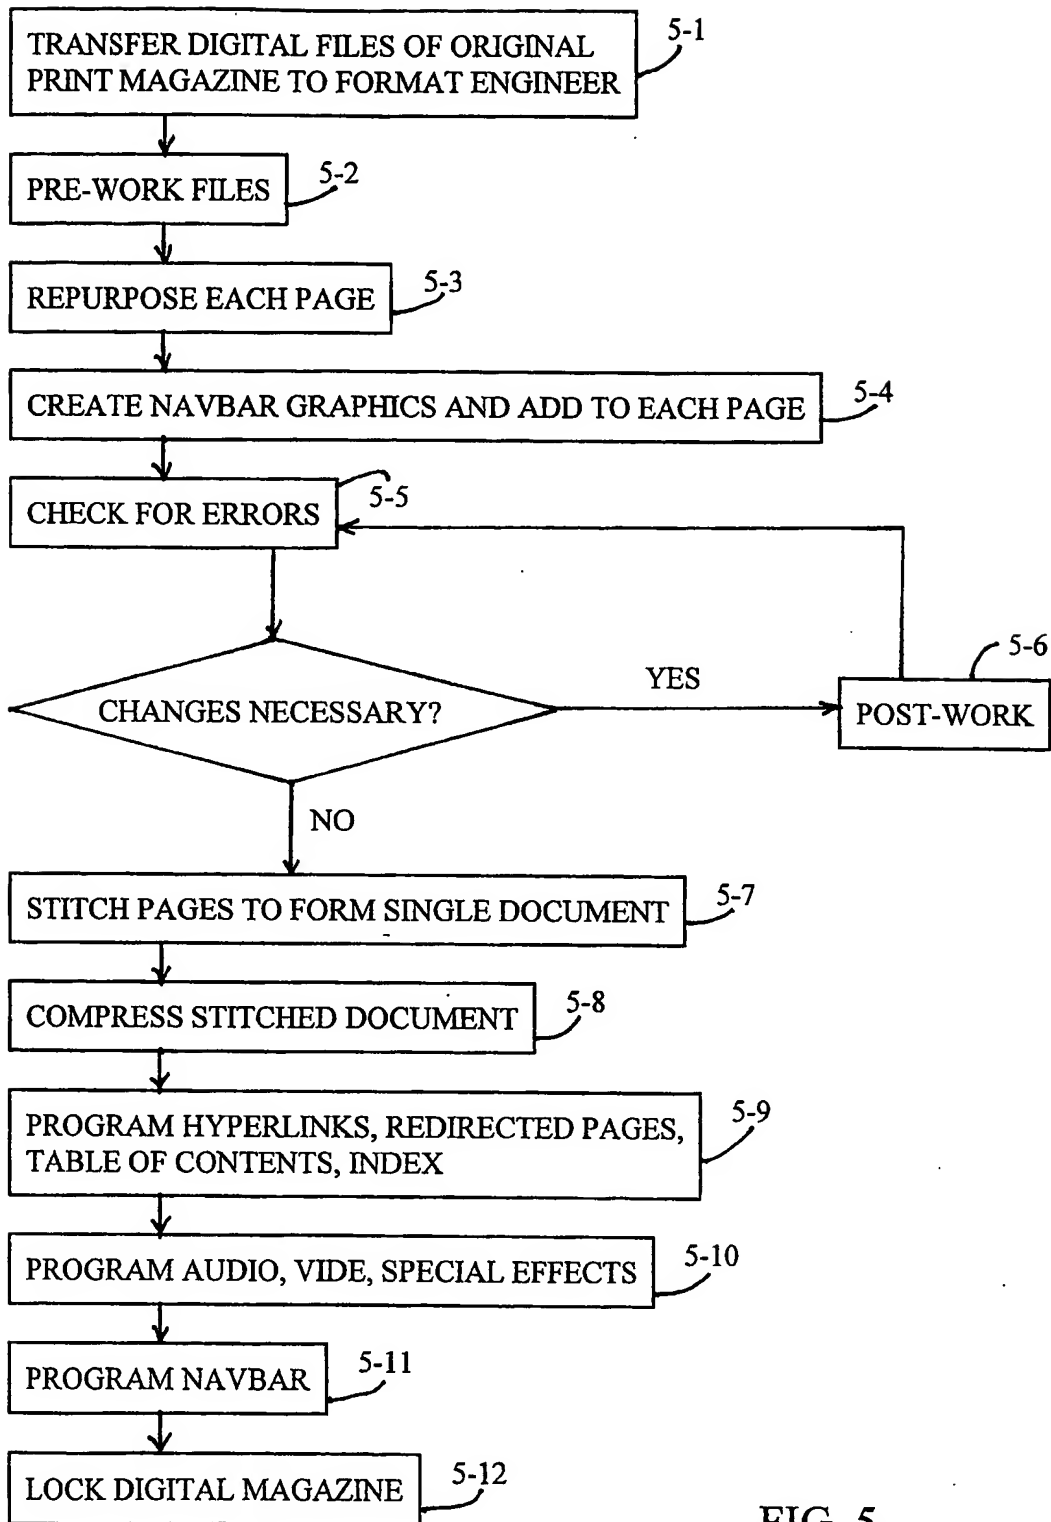 TRANSFER DIGITAL FILES OF ORIGINAL
PRINT MAGAZINE TO FORMAT ENGINEER
5-1
PRE-WORK FILES
5-2
REPURPOSE EACH PAGE
5-3
CREATE NAVBAR GRAPHICS AND ADD TO EACH PAGE
5-4
CHECK FOR ERRORS
5-5
CHANGES NECESSARY?
YES
POST-WORK
5-6
NO
STITCH PAGES TO FORM SINGLE DOCUMENT
5-7
COMPRESS STITCHED DOCUMENT
5-8
PROGRAM HYPERLINKS, REDIRECTED PAGES,
TABLE OF CONTENTS, INDEX
5-9
PROGRAM AUDIO, VIDE, SPECIAL EFFECTS
5-10
PROGRAM NAVBAR
5-11
LOCK DIGITAL MAGAZINE
5-12
FIG. 5